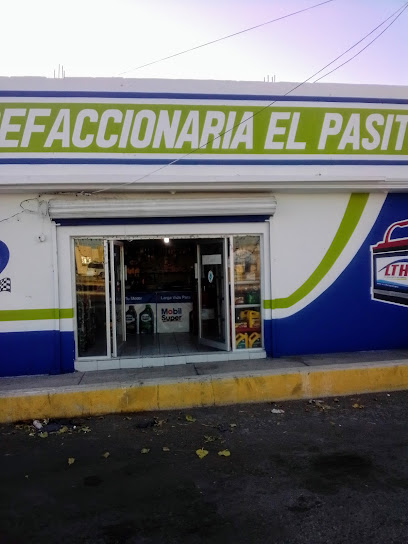 EFACCIONARIA EL PASIT
LTH
Mobil
Super